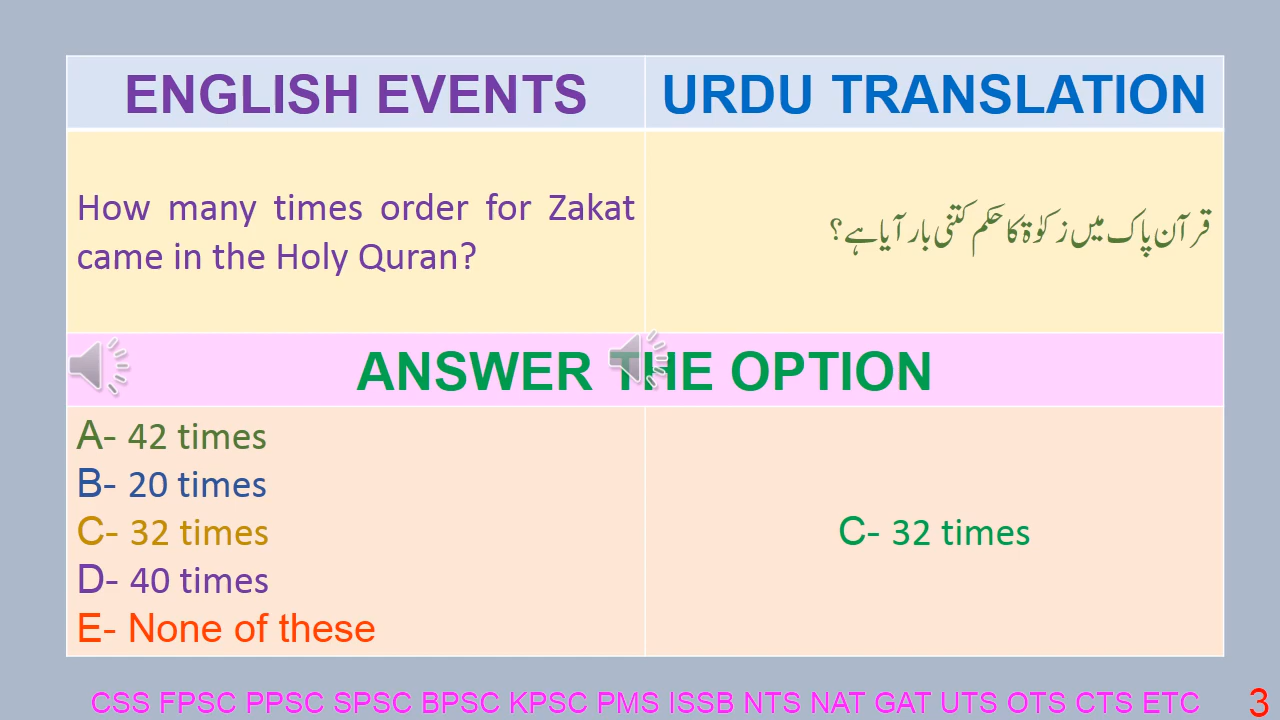 ENGLISH EVENTS
URDU TRANSLATION
How many times order for Zakat
came in the Holy Quran?
قرآن پاک میں زکوٰۃ کا حکم کتنی بار آیا ہے؟
ANSWER THE OPTION
A- 42 times
B- 20 times
C- 32 times
D- 40 times
E- None of these
C- 32 times
CSS FPSC PPSC SPSC BPSC KPSC PMS ISSB NTS NAT GAT UTS OTS CTS ETC
3